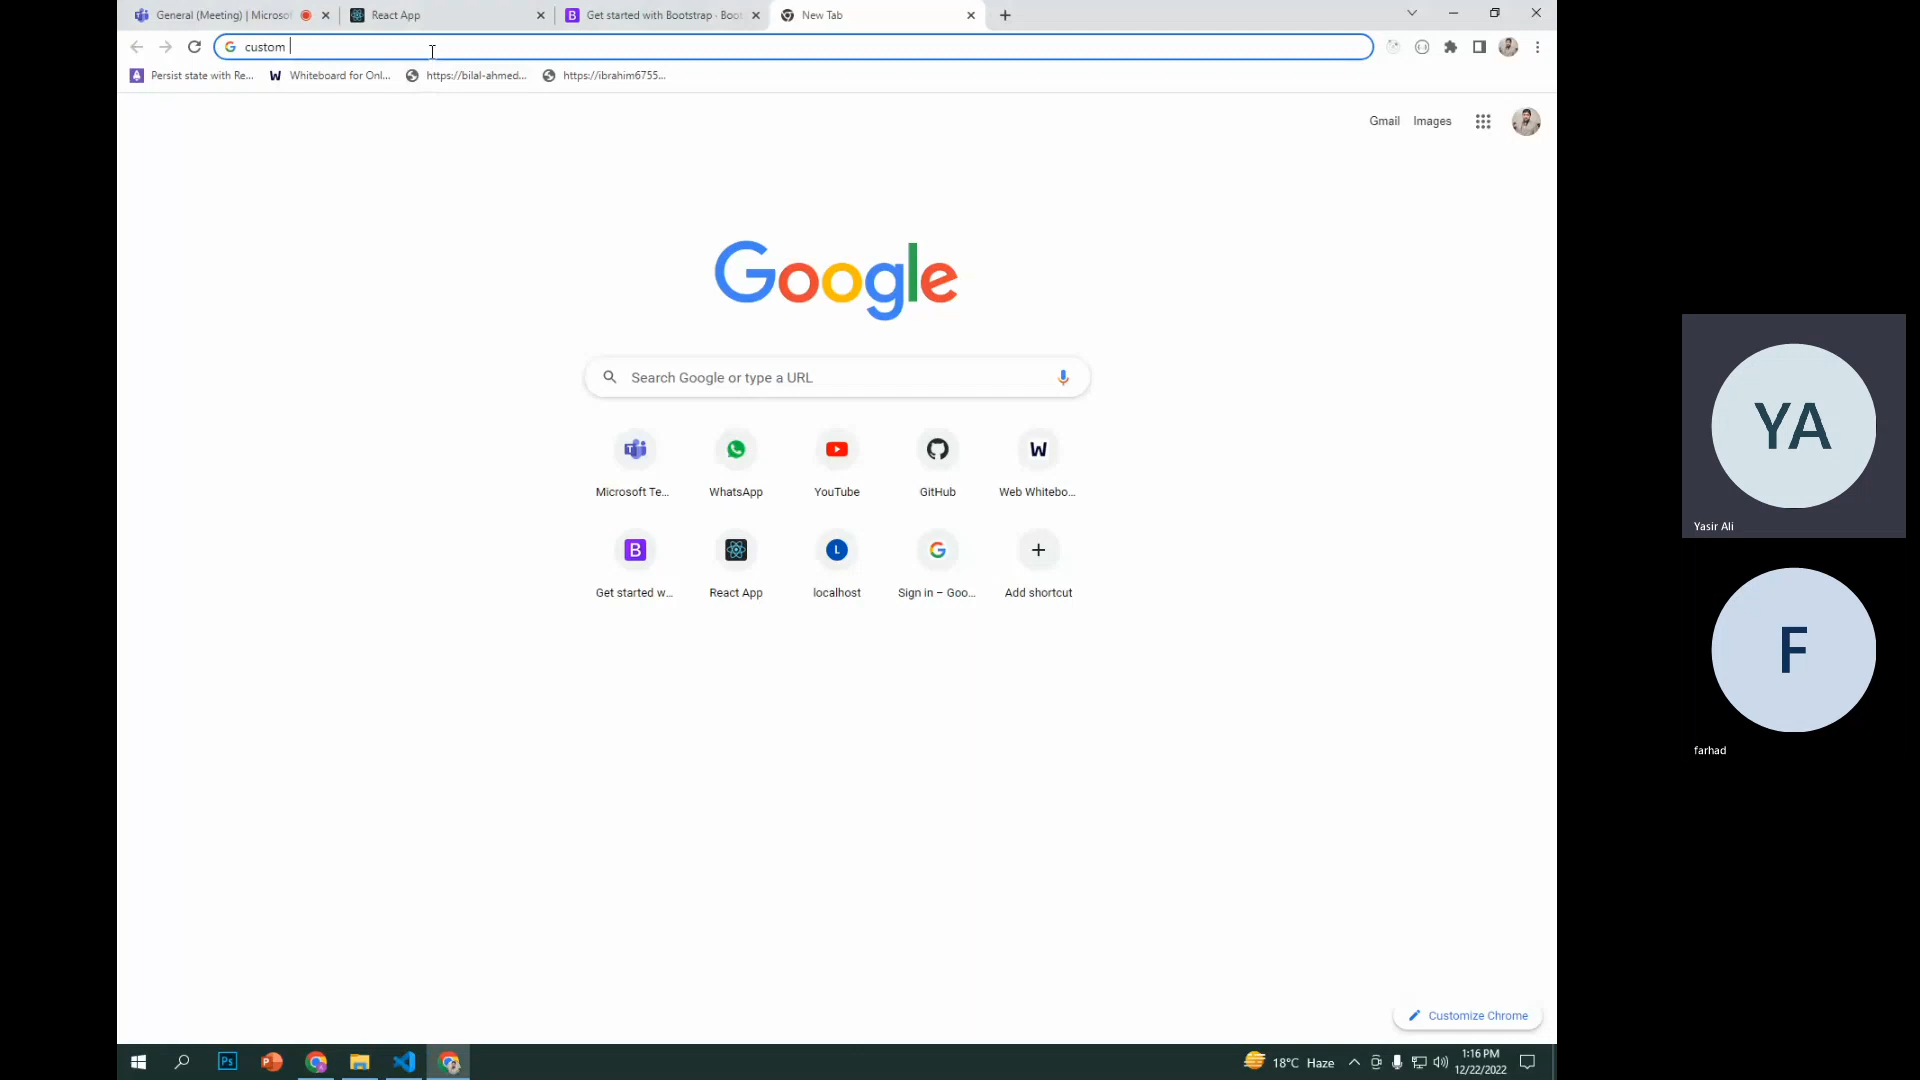 General (Meeting) | Microsof
React App
Get started with Bootstrap · Boot
New Tab
custom
Persist state with Re...
Whiteboard for Onl...
https://bilal-ahmed...
https://ibrahim6755...
Gmail
Images
Google
Search Google or type a URL
Microsoft Te...
WhatsApp
YouTube
GitHub
Web Whitebo...
Get started w...
React App
localhost
Sign in – Goo...
Add shortcut
Customize Chrome
YA
Yasir Ali
F
farhad
18°C Haze
1:16 PM
12/22/2022